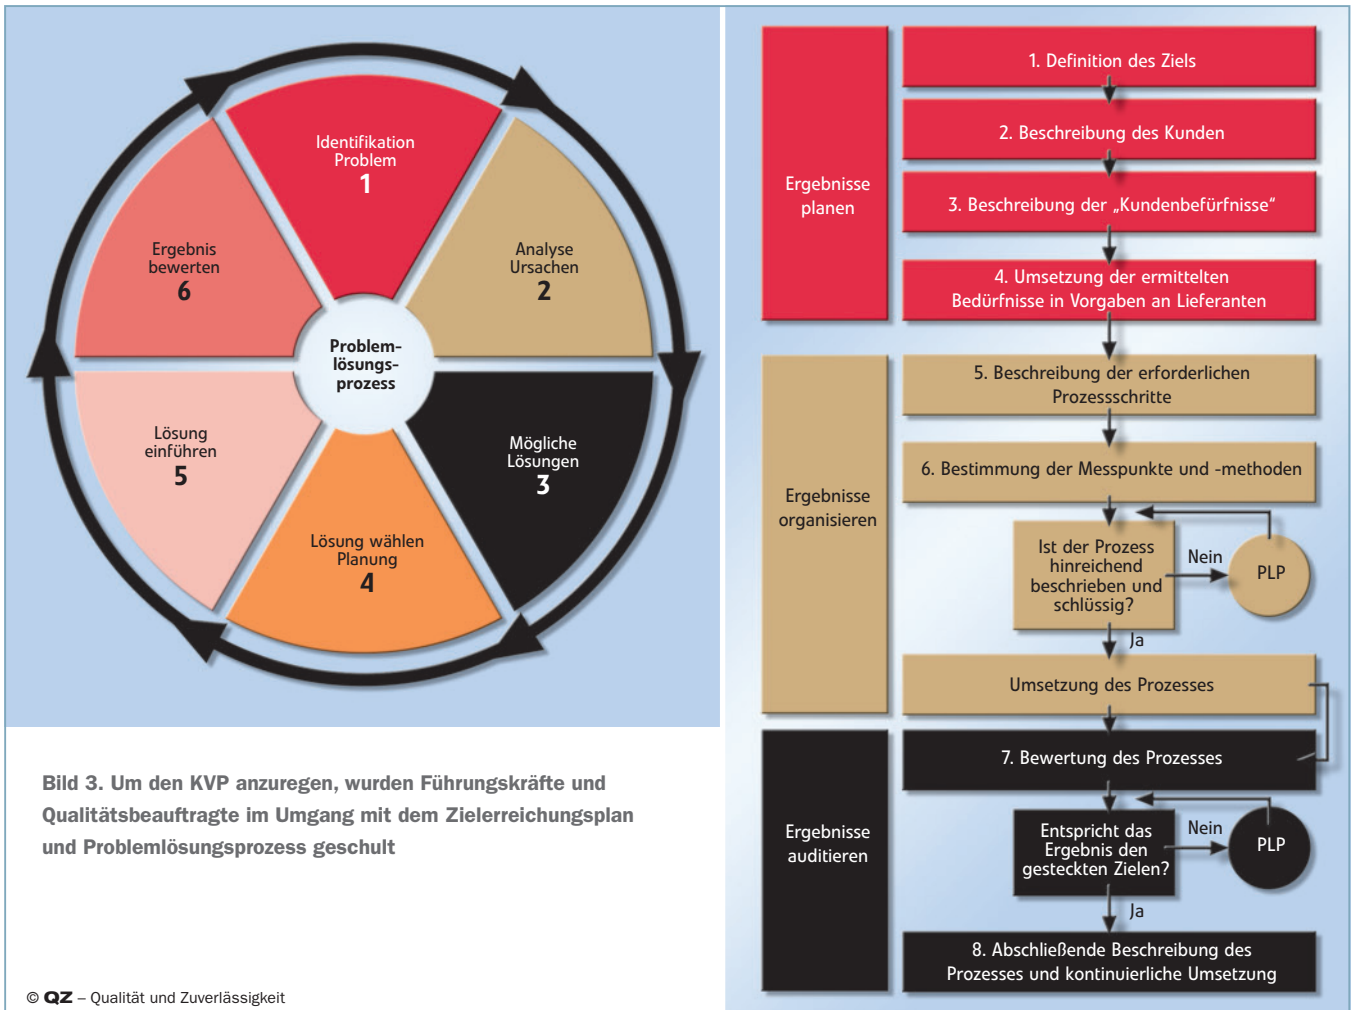 Identifikation
Problem
1
Analyse
Ursachen
2
Mögliche
Lösungen
3
Lösung wählen
Planung
4
Lösung
einführen
5
Ergebnis
bewerten
6
Problem-
lösungs-
prozess
Bild 3. Um den KVP anzuregen, wurden Führungskräfte und
Qualitätsbeauftragte im Umgang mit dem Zielerreichungsplan
und Problemlösungsprozess geschult
© QZ – Qualität und Zuverlässigkeit
Ergebnisse
planen
1. Definition des Ziels
2. Beschreibung des Kunden
3. Beschreibung der „Kundenbefürfnisse“
4. Umsetzung der ermittelten
Bedürfnisse in Vorgaben an Lieferanten
Ergebnisse
organisieren
5. Beschreibung der erforderlichen
Prozessschritte
6. Bestimmung der Messpunkte und -methoden
Ist der Prozess
hinreichend
beschrieben und
schlüssig?
Nein
PLP
Ja
Umsetzung des Prozesses
Ergebnisse
auditieren
7. Bewertung des Prozesses
Entspricht das
Ergebnis den
gesteckten Zielen?
Nein
PLP
Ja
8. Abschließende Beschreibung des
Prozesses und kontinuierliche Umsetzung